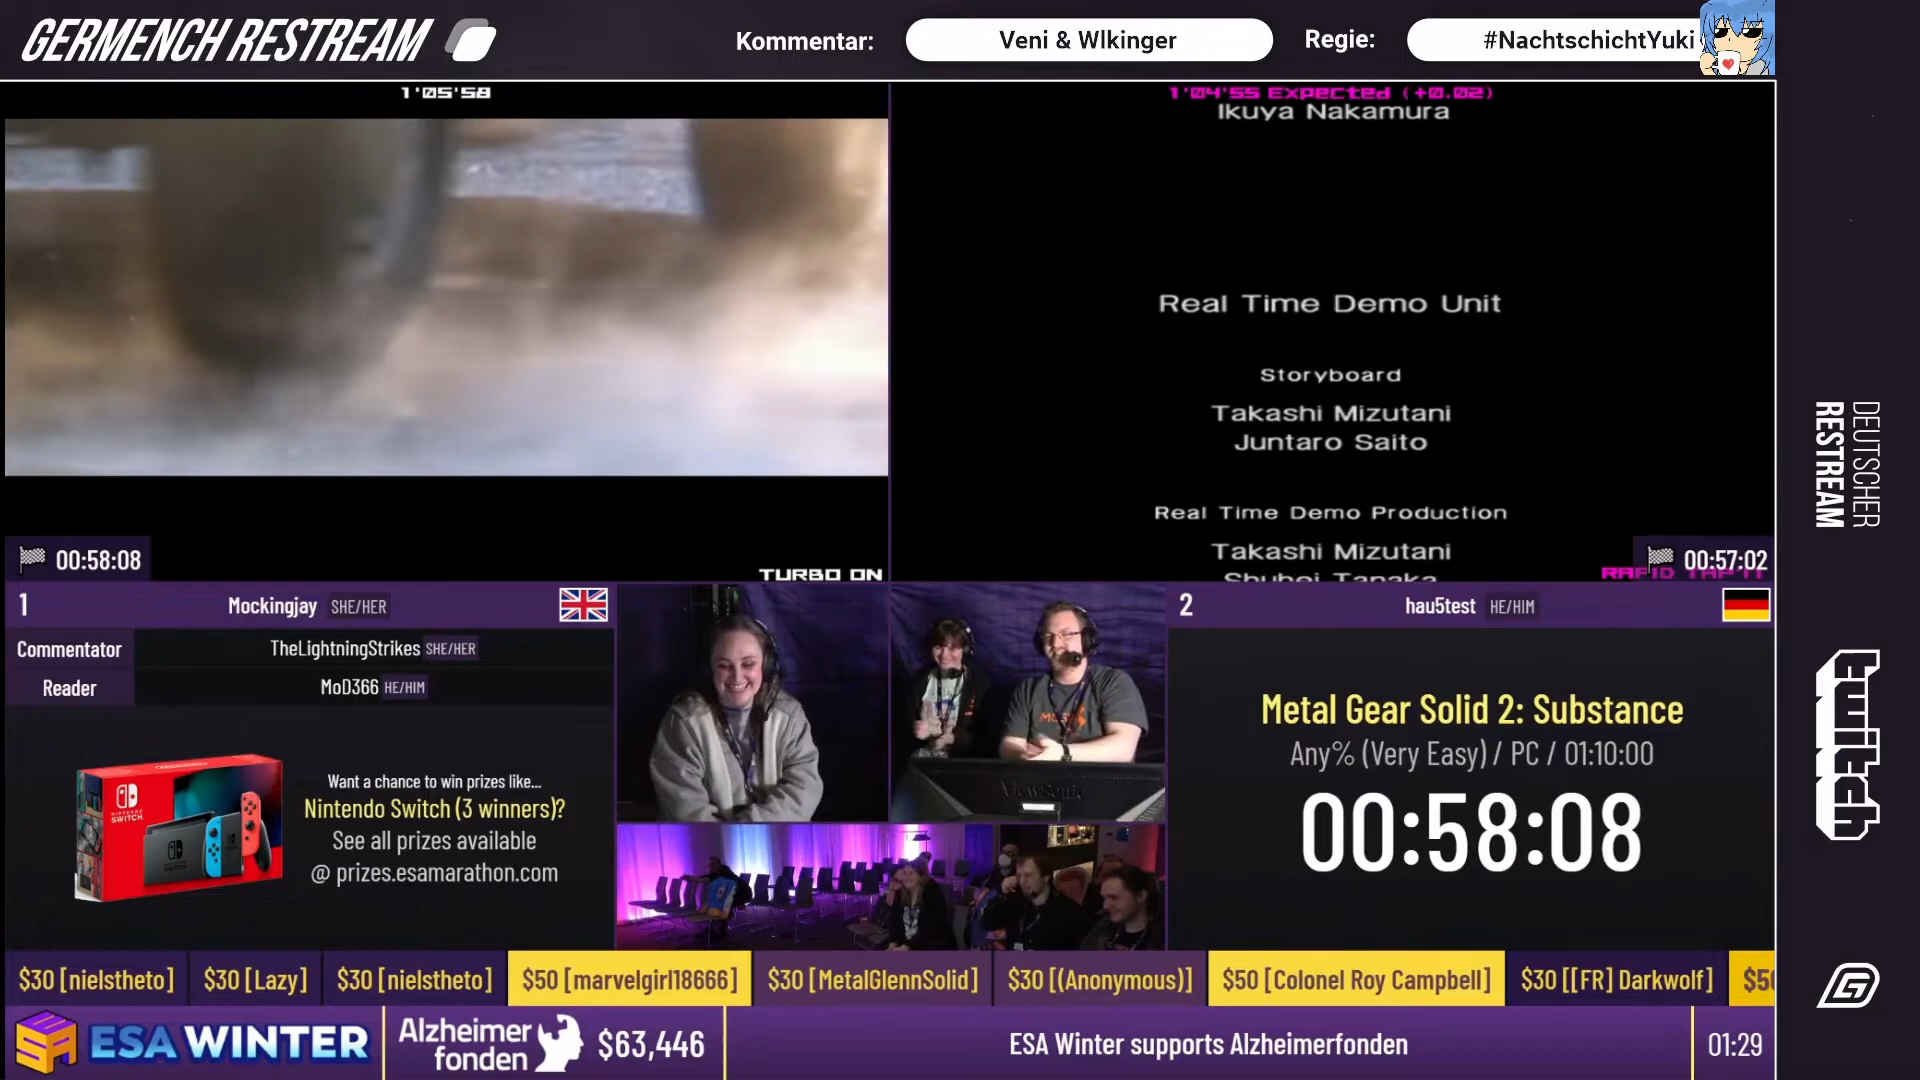 GERMENCH RESTREAM
Kommentar:
Veni & Wlkinger
Regie:
#NachtschichtYuki
1'05'58
1'04'55 Expected (+0.02)
Ikuya Nakamura
Real Time Demo Unit
Storyboard
Takashi Mizutani
Juntaro Saito
Real Time Demo Production
Takashi Mizutani
00:58:08
TURBO ON
00:57:02
1
Mockingjay SHE/HER
Commentator
TheLightningStrikes SHE/HER
Reader
MoD366 HE/HIM
NINTENDO
SWITCH
Want a chance to win prizes like...
Nintendo Switch (3 winners)?
See all prizes available
@ prizes.esamarathon.com
ViewSonic
2
hau5test HE/HIM
Metal Gear Solid 2: Substance
Any% (Very Easy) / PC / 01:10:00
00:58:08
DEUTSCHER
RESTREAM
twitch
$30 [nielstheto]
$30 [Lazy]
$30 [nielstheto]
$50 [marvelgirl18666]
$30 [MetalGlennSolid]
$30 [(Anonymous)]
$50 [Colonel Roy Campbell]
$30 [[FR] Darkwolf]
ESA WINTER
Alzheimer
fonden
$63,446
ESA Winter supports Alzheimerfonden
01:29